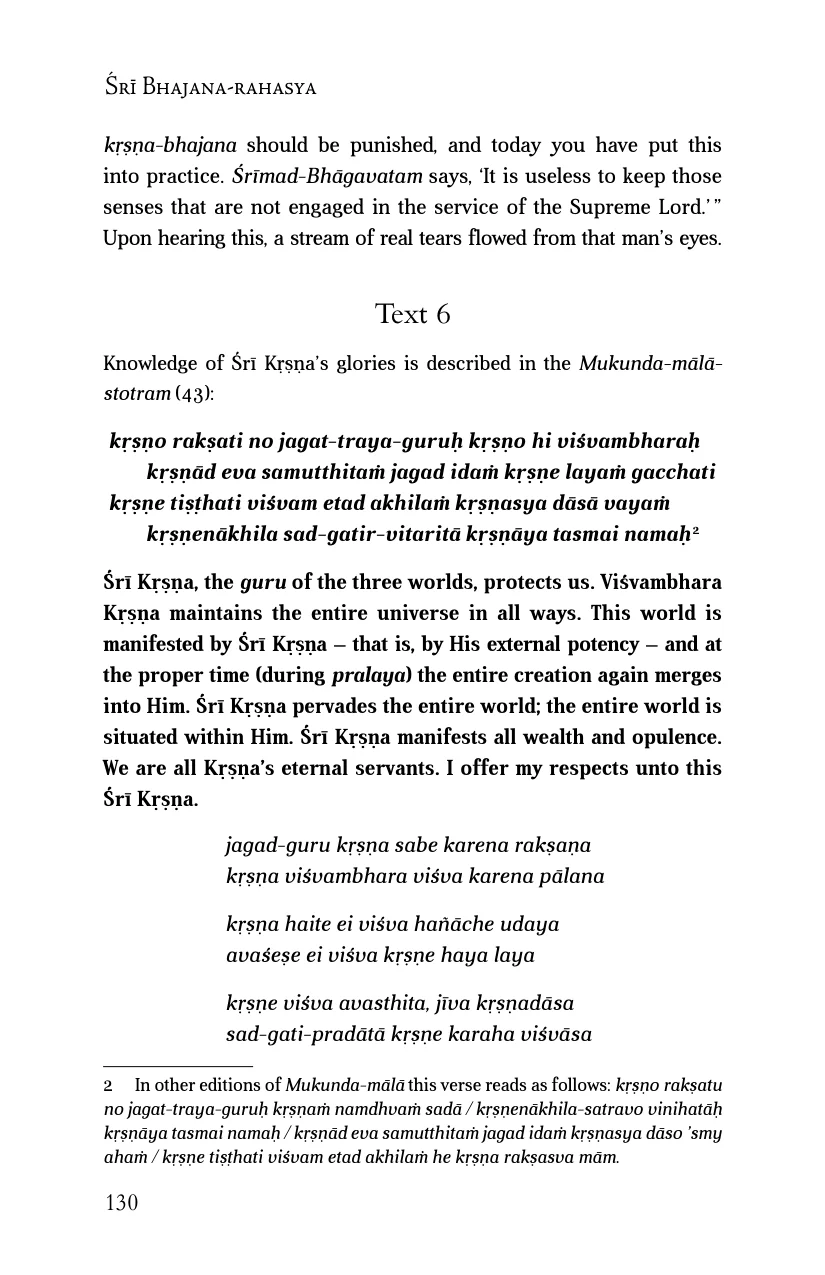 Śrī Bhajana-rahasya
kṛṣṇa-bhajana should be punished, and today you have put this
into practice. Śrīmad-Bhāgavatam says, ‘It is useless to keep those
senses that are not engaged in the service of the Supreme Lord.’ ”
Upon hearing this, a stream of real tears flowed from that man’s eyes.
Text 6
Knowledge of Śrī Kṛṣṇa’s glories is described in the Mukunda-mālā-
stotram (43):
kṛṣṇo rakṣati no jagat-traya-guruḥ kṛṣṇo hi viśvambharaḥ
kṛṣṇād eva samutthitaṁ jagad idaṁ kṛṣṇe layaṁ gacchati
kṛṣṇe tiṣṭhati viśvam etad akhilaṁ kṛṣṇasya dāsā vayaṁ
kṛṣṇenākhila sad-gatir-vitaritā kṛṣṇāya tasmai namaḥ²
Śrī Kṛṣṇa, the guru of the three worlds, protects us. Viśvambhara
Kṛṣṇa maintains the entire universe in all ways. This world is
manifested by Śrī Kṛṣṇa – that is, by His external potency – and at
the proper time (during pralaya) the entire creation again merges
into Him. Śrī Kṛṣṇa pervades the entire world; the entire world is
situated within Him. Śrī Kṛṣṇa manifests all wealth and opulence.
We are all Kṛṣṇa’s eternal servants. I offer my respects unto this
Śrī Kṛṣṇa.
jagad-guru kṛṣṇa sabe karena rakṣaṇa
kṛṣṇa viśvambhara viśva karena pālana
kṛṣṇa haite ei viśva hañāche udaya
avaśeṣe ei viśva kṛṣṇe haya laya
kṛṣṇe viśva avasthita, jīva kṛṣṇadāsa
sad-gati-pradātā kṛṣṇe karaha viśvāsa
2 In other editions of Mukunda-mālā this verse reads as follows: kṛṣṇo rakṣatu
no jagat-traya-guruḥ kṛṣṇaṁ namdhvaṁ sadā / kṛṣṇenākhila-satravo vinihatāḥ
kṛṣṇāya tasmai namaḥ / kṛṣṇād eva samutthitaṁ jagad idaṁ kṛṣṇasya dāso ’smy
ahaṁ / kṛṣṇe tiṣṭhati viśvam etad akhilaṁ he kṛṣṇa rakṣasva mām.
130